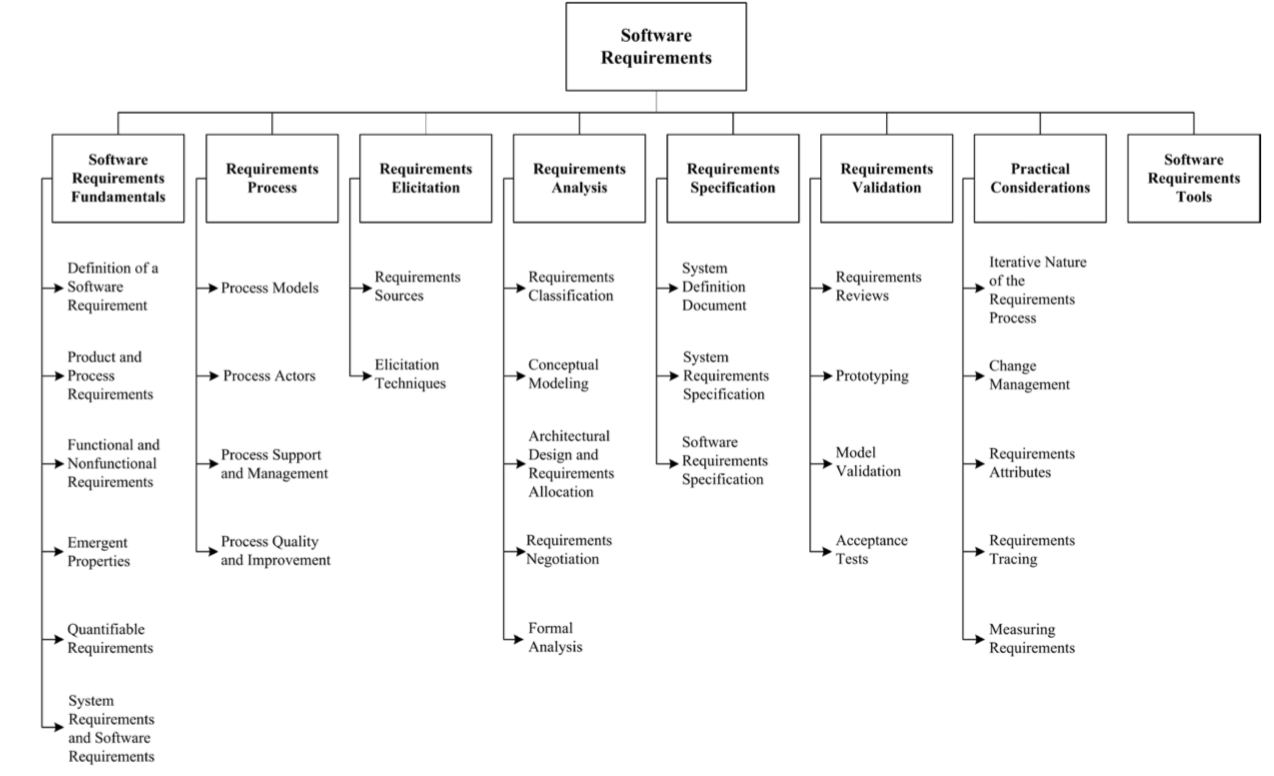 Software
Requirements
Software
Requirements
Fundamentals
Requirements
Process
Requirements
Elicitation
Requirements
Analysis
Requirements
Specification
Requirements
Validation
Practical
Considerations
Software
Requirements
Tools
Definition of a
Software
Requirement
Product and
Process
Requirements
Functional and
Nonfunctional
Requirements
Emergent
Properties
Quantifiable
Requirements
System
Requirements
and Software
Requirements
Process Models
Process Actors
Process Support
and Management
Process Quality
and Improvement
Requirements
Sources
Elicitation
Techniques
Requirements
Classification
Conceptual
Modeling
Architectural
Design and
Requirements
Allocation
Requirements
Negotiation
Formal
Analysis
System
Definition
Document
System
Requirements
Specification
Software
Requirements
Specification
Requirements
Reviews
Prototyping
Model
Validation
Acceptance
Tests
Iterative Nature
of the
Requirements
Process
Change
Management
Requirements
Attributes
Requirements
Tracing
Measuring
Requirements